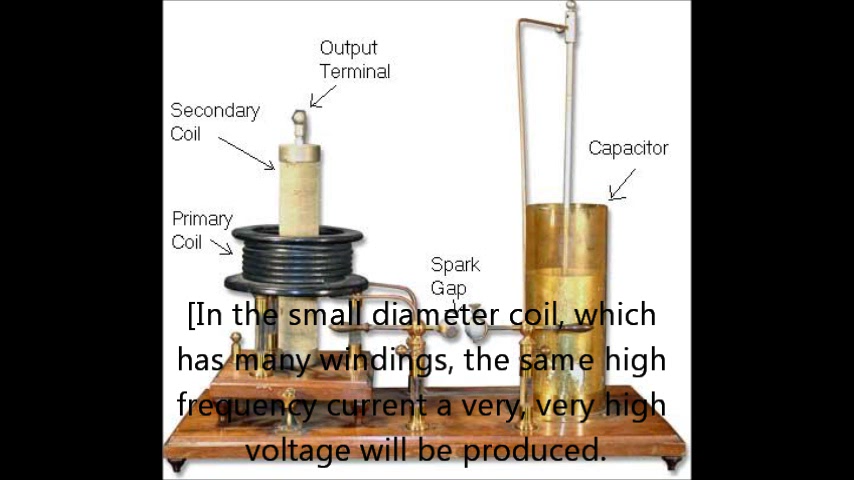 Output
Terminal
Secondary
Coil
Capacitor
Primary
Coil
Spark
Gap
[In the small diameter coil, which
has many windings, the same high
frequency current a very, very high
voltage will be produced.